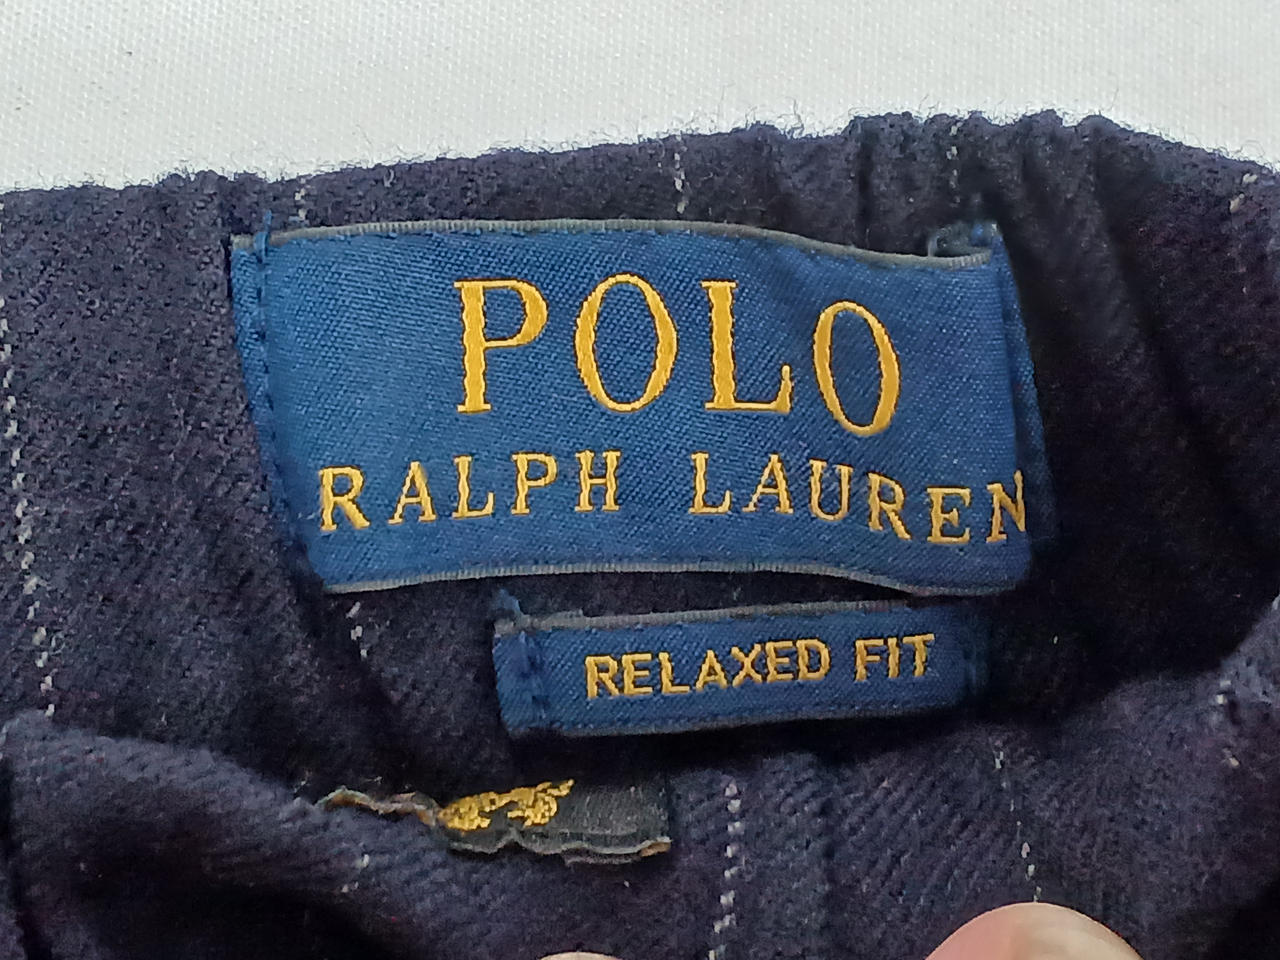 POLO
RALPH LAUREN
RELAXED FIT